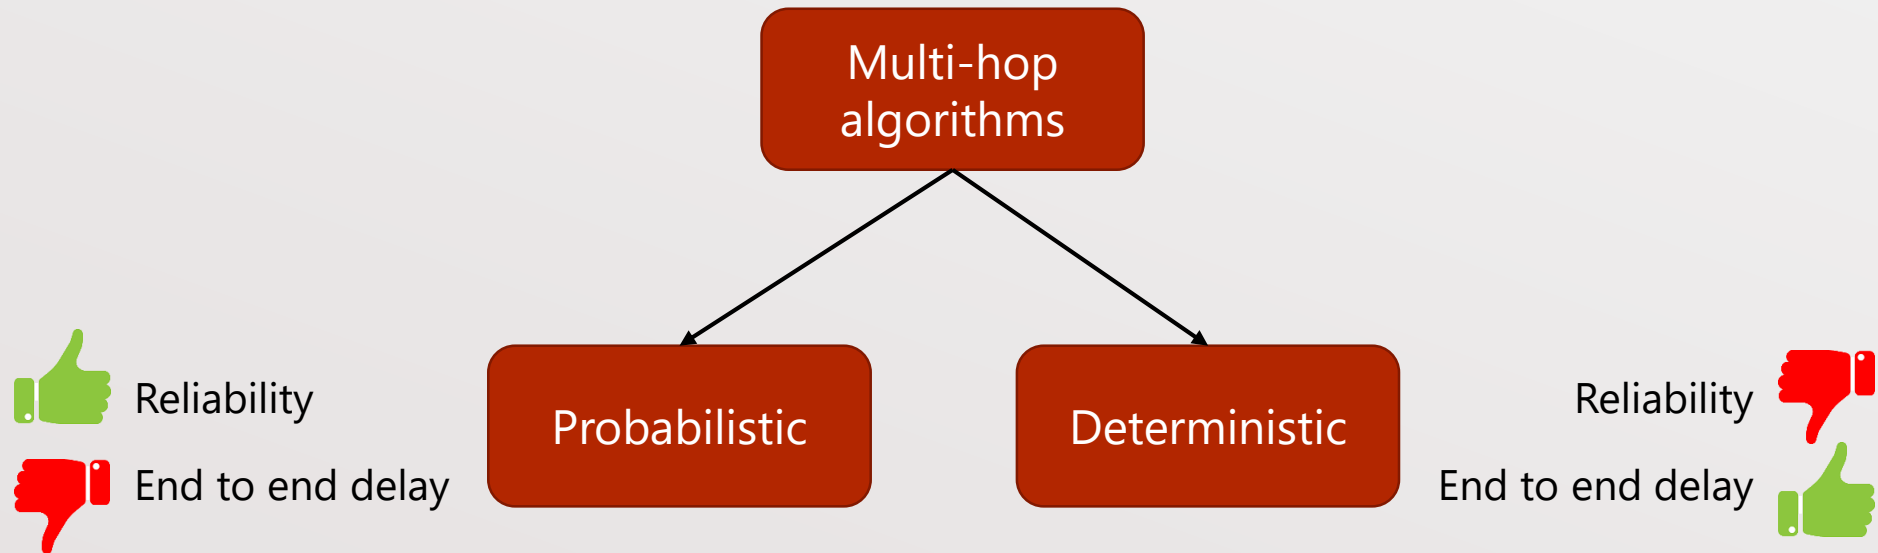 Multi-hop
algorithms
Reliability
End to end delay
Probabilistic
Deterministic
Reliability
End to end delay